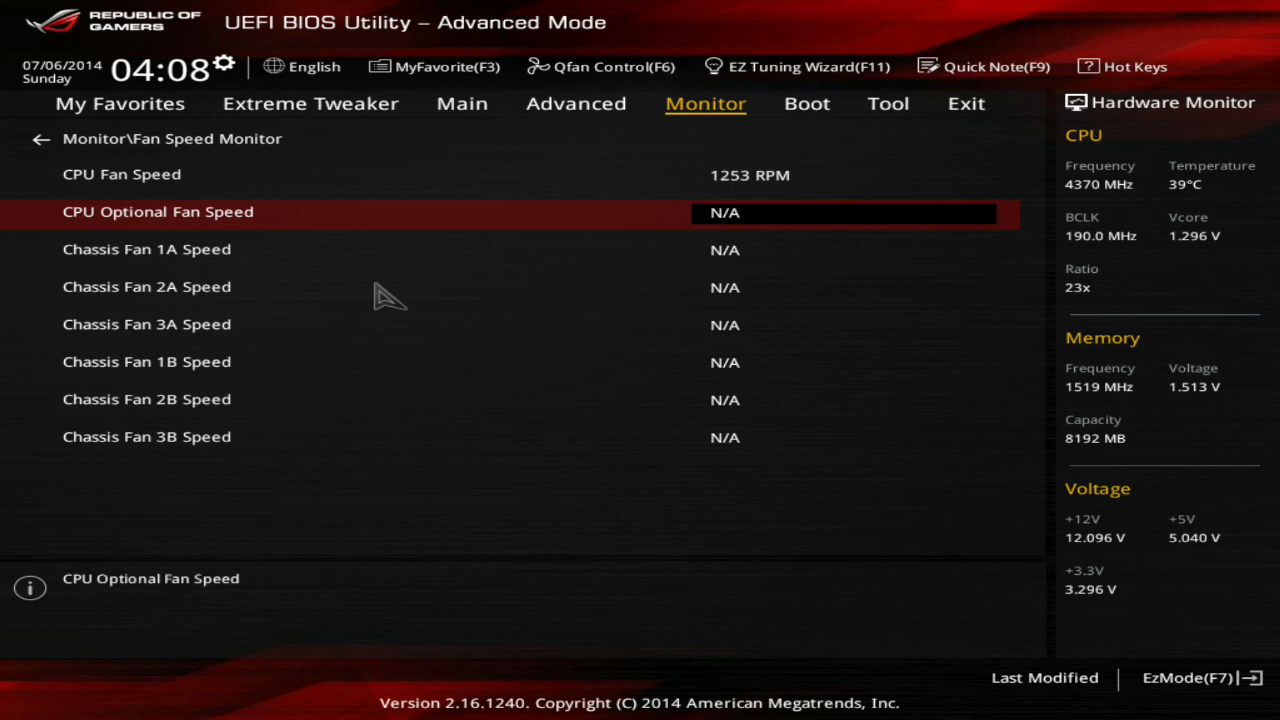 REPUBLIC OF
GAMERS
UEFI BIOS Utility – Advanced Mode
07/06/2014
Sunday
04:08
English
MyFavorite(F3)
Qfan Control(F6)
EZ Tuning Wizard(F11)
Quick Note(F9)
? Hot Keys
My Favorites
Extreme Tweaker
Main
Advanced
Monitor
Boot
Tool
Exit
Monitor\Fan Speed Monitor
CPU Fan Speed 1253 RPM
CPU Optional Fan Speed N/A
Chassis Fan 1A Speed N/A
Chassis Fan 2A Speed N/A
Chassis Fan 3A Speed N/A
Chassis Fan 1B Speed N/A
Chassis Fan 2B Speed N/A
Chassis Fan 3B Speed N/A
Hardware Monitor
CPU
Frequency Temperature
4370 MHz 39°C
BCLK Vcore
190.0 MHz 1.296 V
Ratio
23x
Memory
Frequency Voltage
1519 MHz 1.513 V
Capacity
8192 MB
Voltage
+12V +5V
12.096 V 5.040 V
+3.3V
3.296 V
i CPU Optional Fan Speed
Last Modified
EzMode(F7)
Version 2.16.1240. Copyright (C) 2014 American Megatrends, Inc.